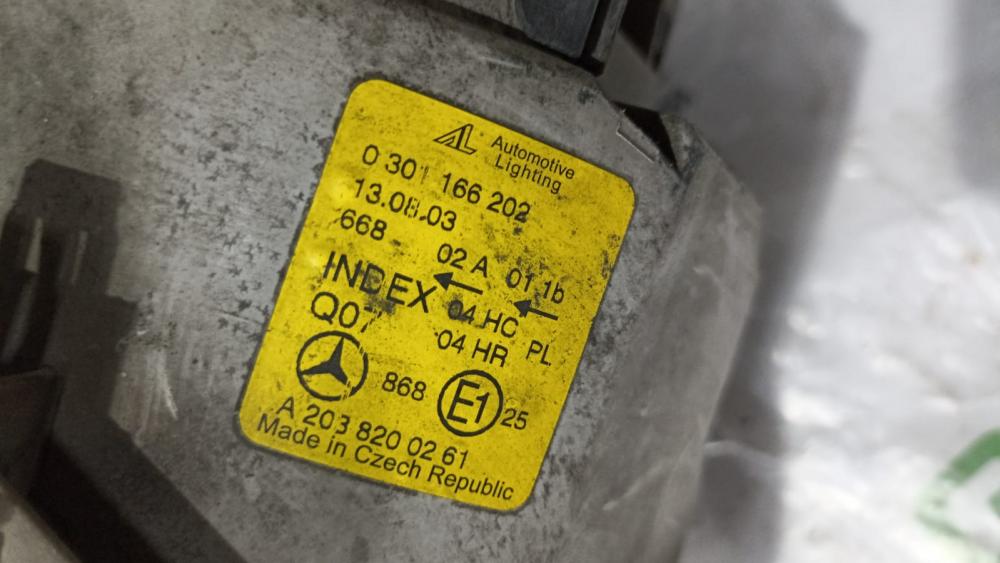 AL Automotive
Lighting
0 301 166 202
13.08.03
668 02 A 01 1b
INDEX 04 HC PL
Q07 04 HR
868 E1 25
A 203 820 02 61
Made in Czech Republic